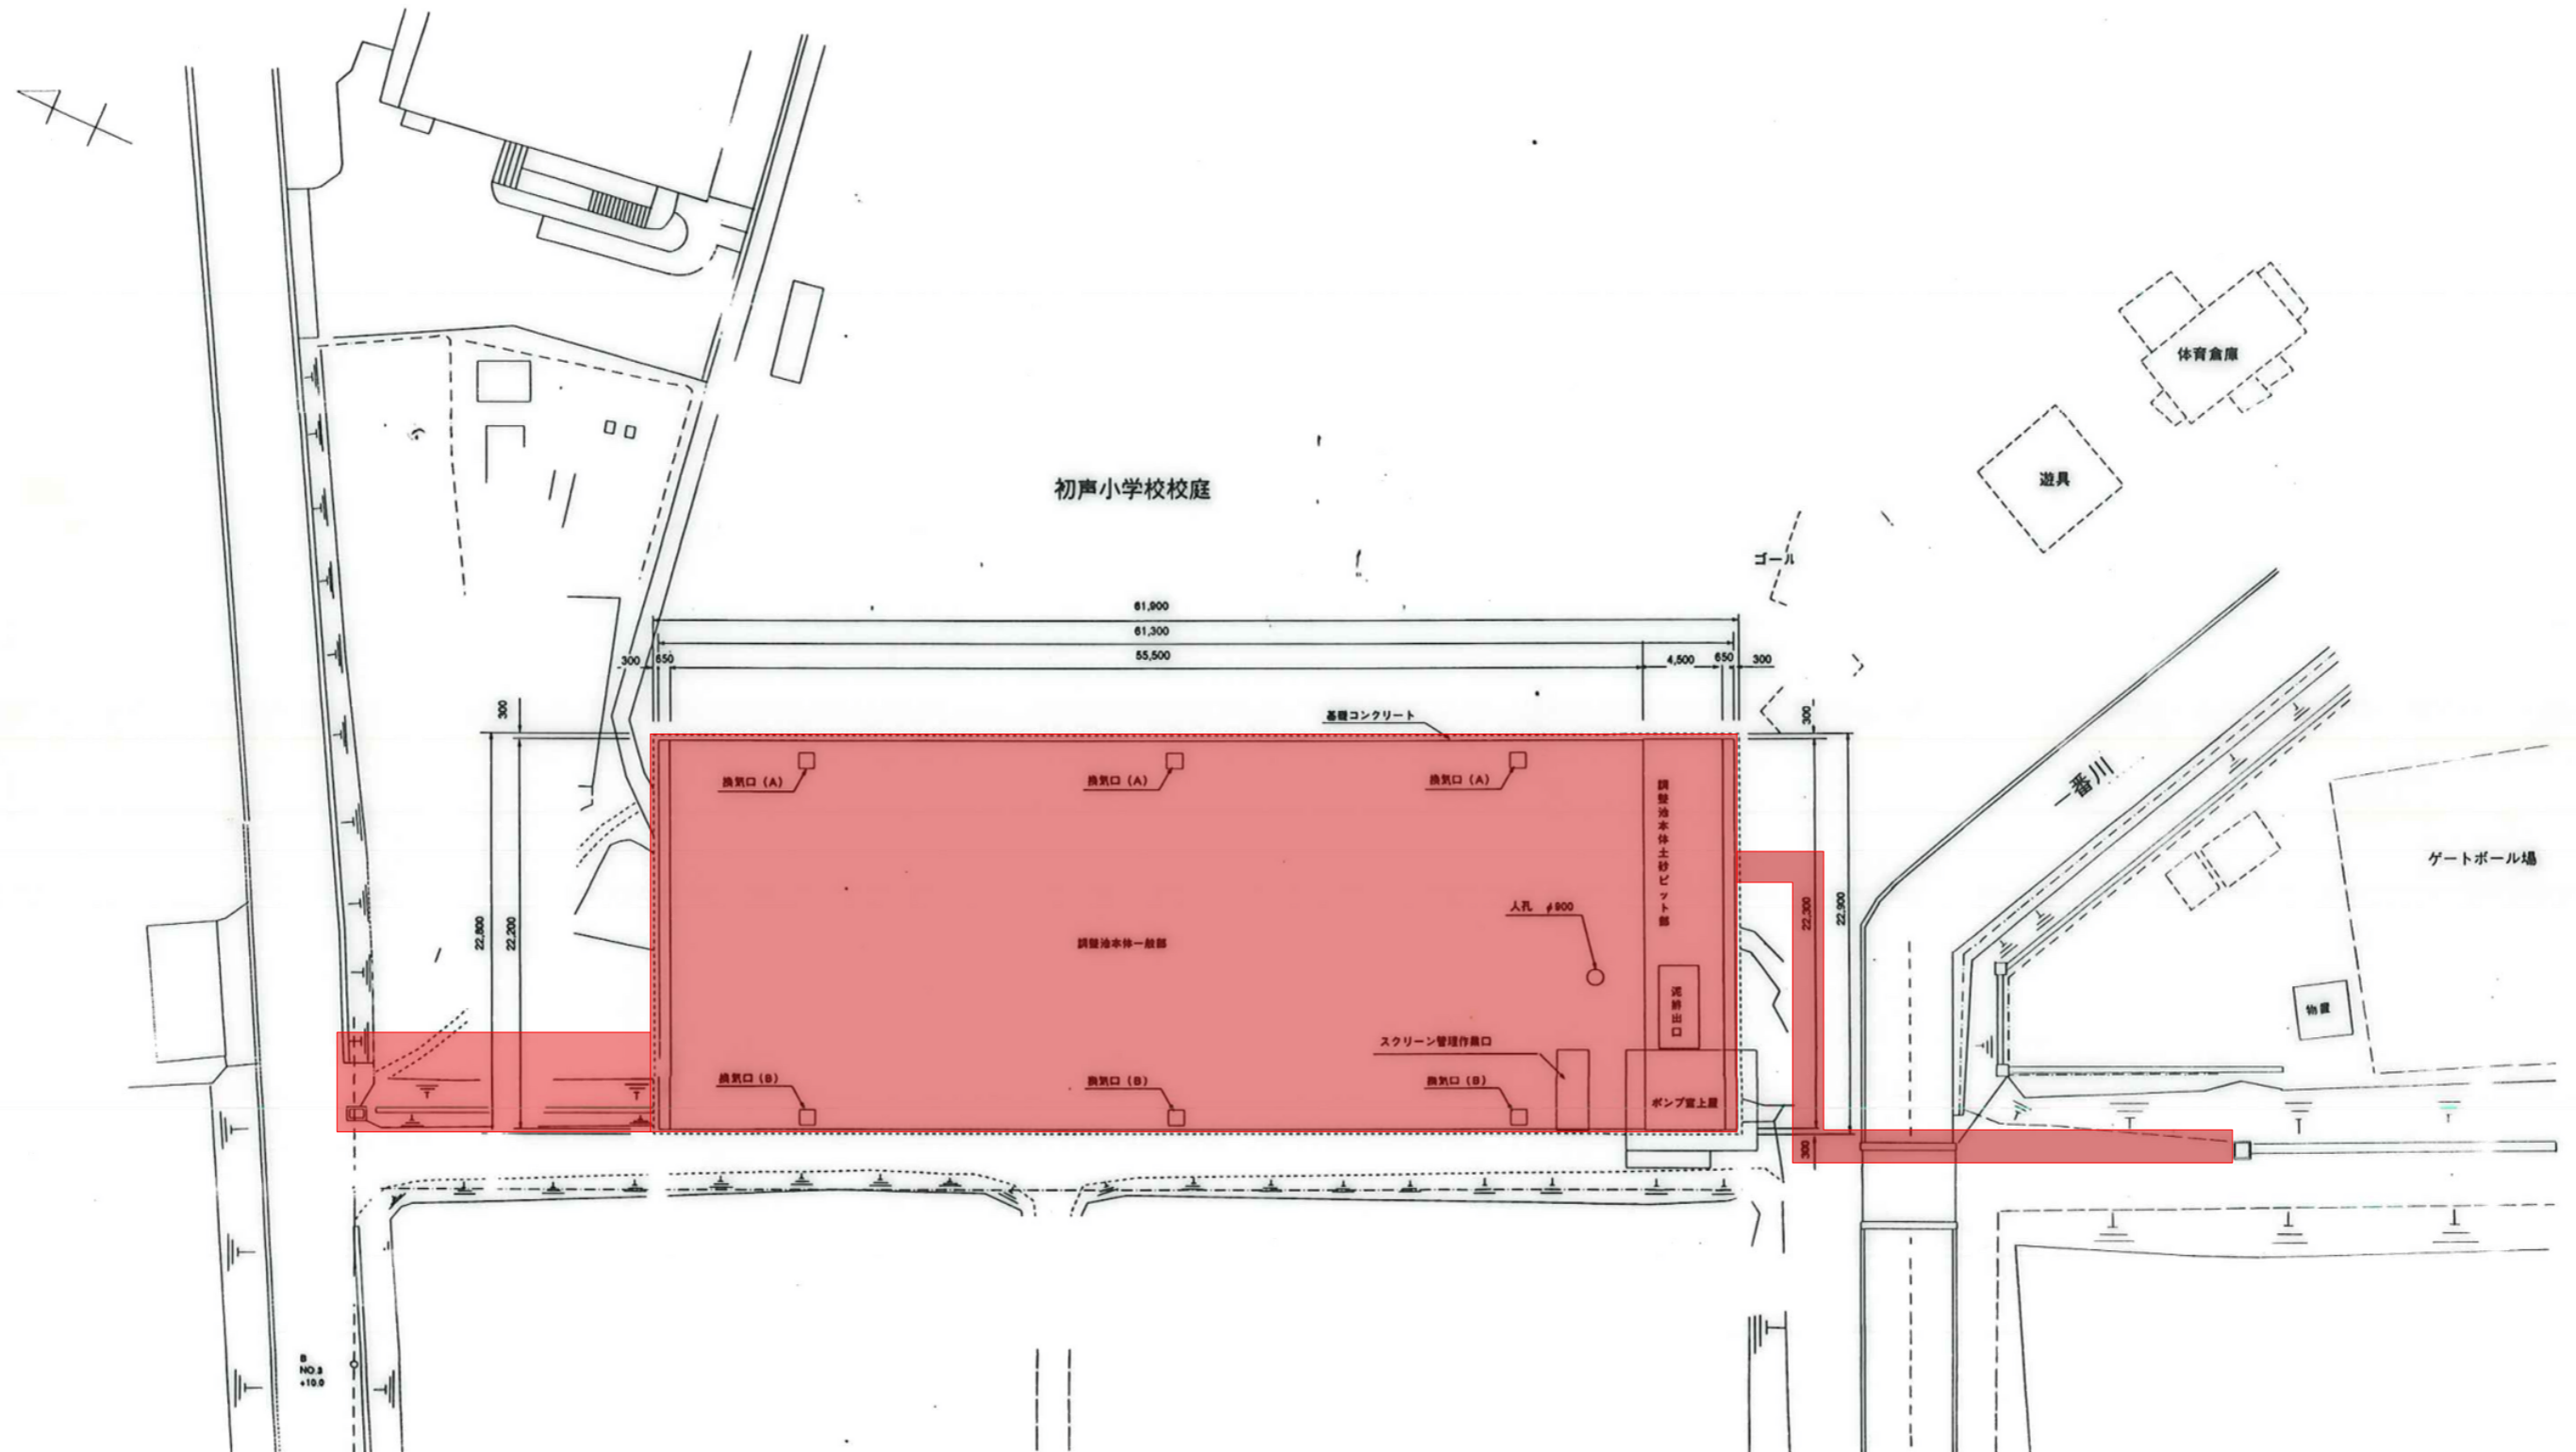 体育倉庫
遊具
初声小学校校庭
ゴール
61,900
61,300
300
650
55,500
4,500
650
300
300
基礎コンクリート
300
換気口（A）
換気口（A）
換気口（A）
調整池本体土砂ピット部
一番川
ゲートボール場
人孔 φ900
22,800
22,200
22,300
22,900
調整池本体一般部
泥排出口
物置
スクリーン管理作業口
換気口（B）
換気口（B）
換気口（B）
ポンプ室上屋
300
B
NO.3
+10.0